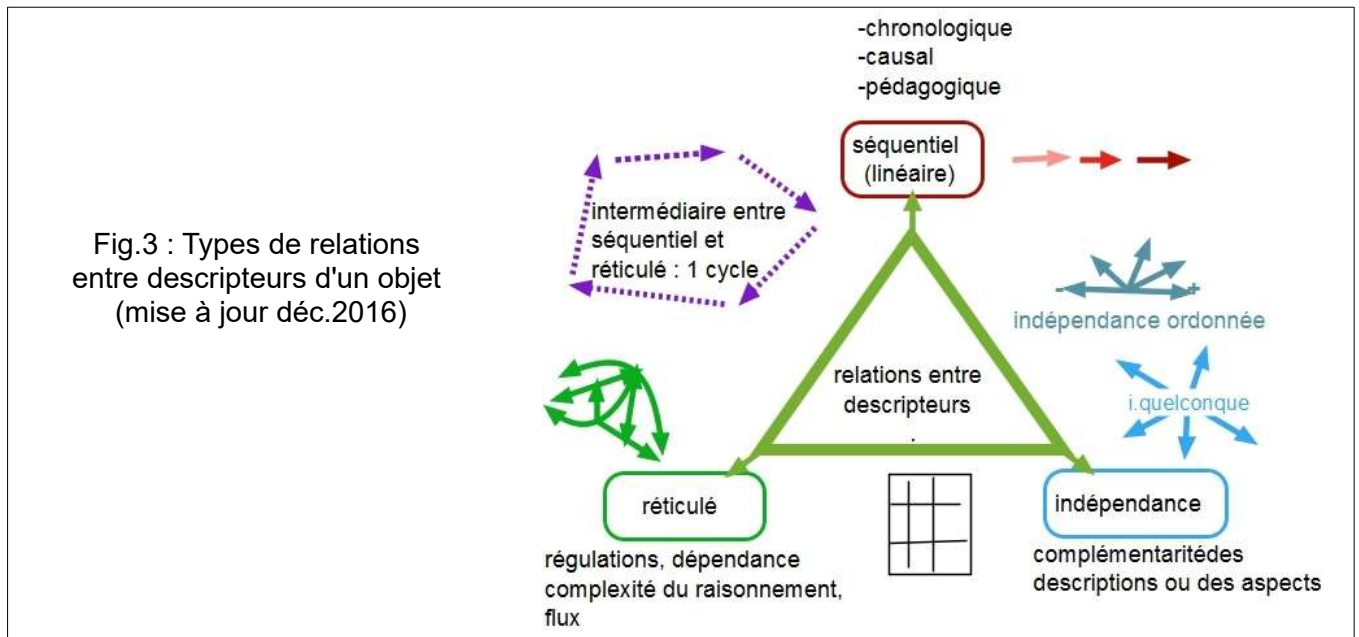 Fig.3 : Types de relations
entre descripteurs d'un objet
(mise à jour déc.2016)
-chronologique
-causal
-pédagogique
séquentiel
(linéaire)
intermédiaire entre
séquentiel et
réticulé : 1 cycle
- +
indépendance ordonnée
relations entre
descripteurs
.
i.quelconque
réticulé
indépendance
régulations, dépendance
complexité du raisonnement,
flux
complémentaritédes
descriptions ou des aspects